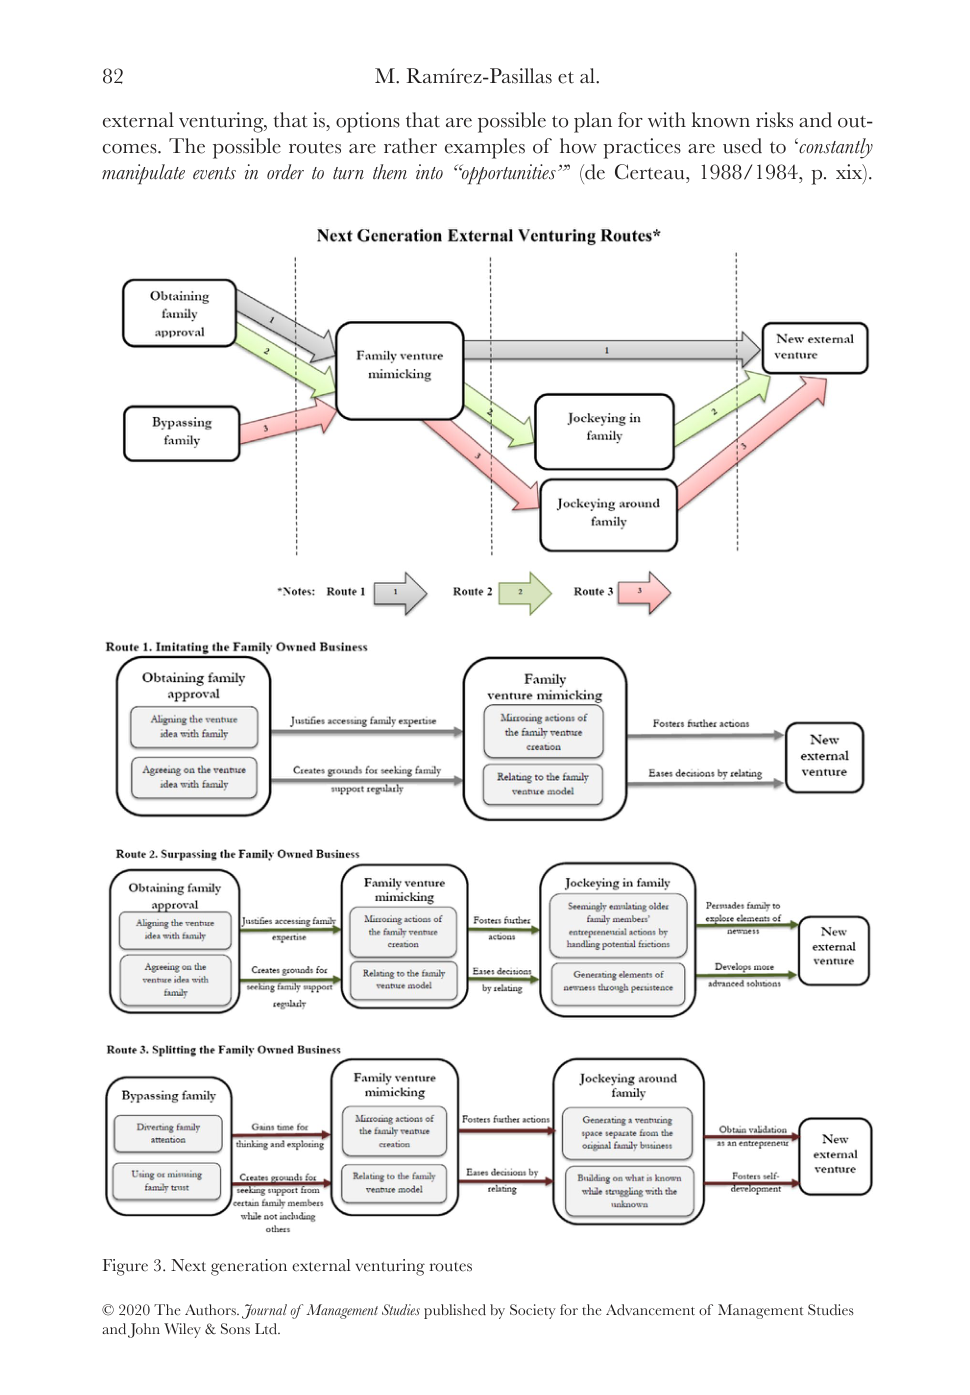 82
M. Ramírez-Pasillas et al.
external venturing, that is, options that are possible to plan for with known risks and out-
comes. The possible routes are rather examples of how practices are used to ‘constantly
manipulate events in order to turn them into “opportunities”’ (de Certeau, 1988/1984, p. xix).
Next Generation External Venturing Routes*
Obtaining
family
approval
Bypassing
family
1
2
3
Family venture
mimicking
1
2
3
Jockeying in
family
Jockeying around
family
2
3
New external
venture
*Notes: Route 1
1
Route 2
2
Route 3
3
Route 1. Imitating the Family Owned Business
Obtaining family
approval
Aligning the venture
idea with family
Agreeing on the venture
idea with family
Justifies accessing family expertise
Creates grounds for seeking family
support regularly
Family
venture mimicking
Mirroring actions of
the family venture
creation
Relating to the family
venture model
Fosters further actions
Eases decisions by relating
New
external
venture
Route 2. Surpassing the Family Owned Business
Obtaining family
approval
Aligning the venture
idea with family
Agreeing on the
venture idea with
family
Justifies accessing family
expertise
Creates grounds for
seeking family support
regularly
Family venture
mimicking
Mirroring actions of
the family venture
creation
Relating to the family
venture model
Fosters further
actions
Eases decisions
by relating
Jockeying in family
Seemingly emulating older
family members'
entrepreneurial actions by
handling potential frictions
Generating elements of
newness through persistence
Persuades family to
explore elements of
newness
Develops more
advanced solutions
New
external
venture
Route 3. Splitting the Family Owned Business
Bypassing family
Diverting family
attention
Using or misusing
family trust
Gains time for
thinking and exploring
Creates grounds for
seeking support from
certain family members
while not including
others
Family venture
mimicking
Mirroring actions of
the family venture
creation
Relating to the family
venture model
Fosters further actions
Eases decisions by
relating
Jockeying around
family
Generating a venturing
space separate from the
original family business
Building on what is known
while struggling with the
unknown
Obtain validation
as an entrepreneur
Fosters self-
development
New
external
venture
Figure 3. Next generation external venturing routes
© 2020 The Authors. Journal of Management Studies published by Society for the Advancement of Management Studies
and John Wiley & Sons Ltd.